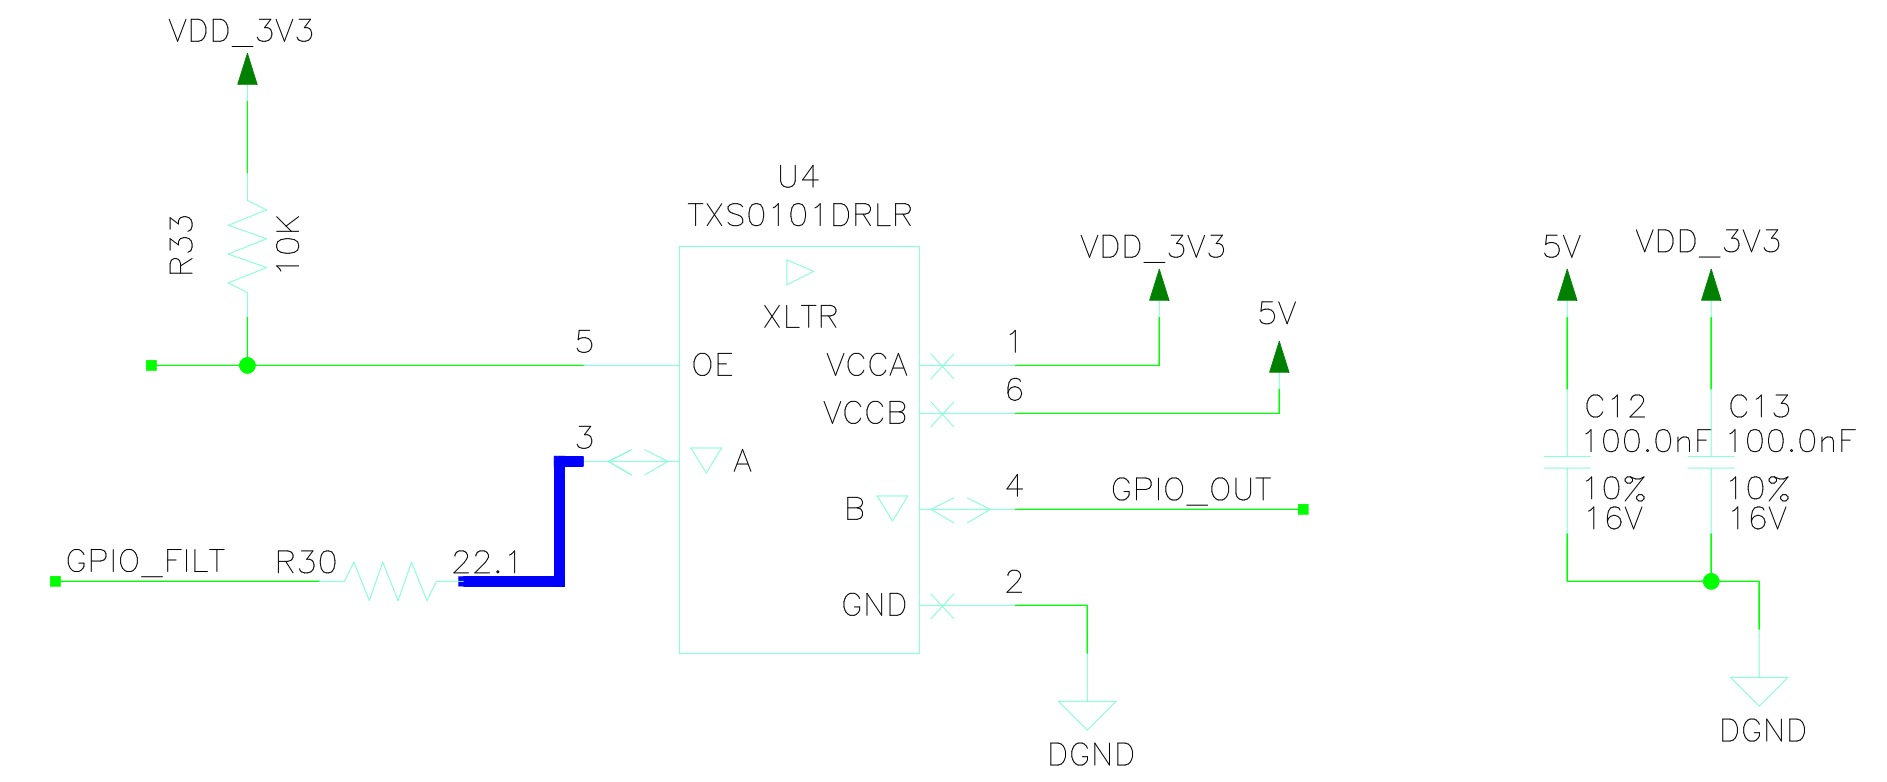 VDD_3V3
R33
10K
U4
TXS0101DRLR
XLTR
5
OE
3
A
GPIO_FILT
R30
22.1
VCCA
1
VDD_3V3
VCCB
6
5V
B
4
GPIO_OUT
GND
2
DGND
5V
VDD_3V3
C12
100.0nF
10%
16V
C13
100.0nF
10%
16V
DGND